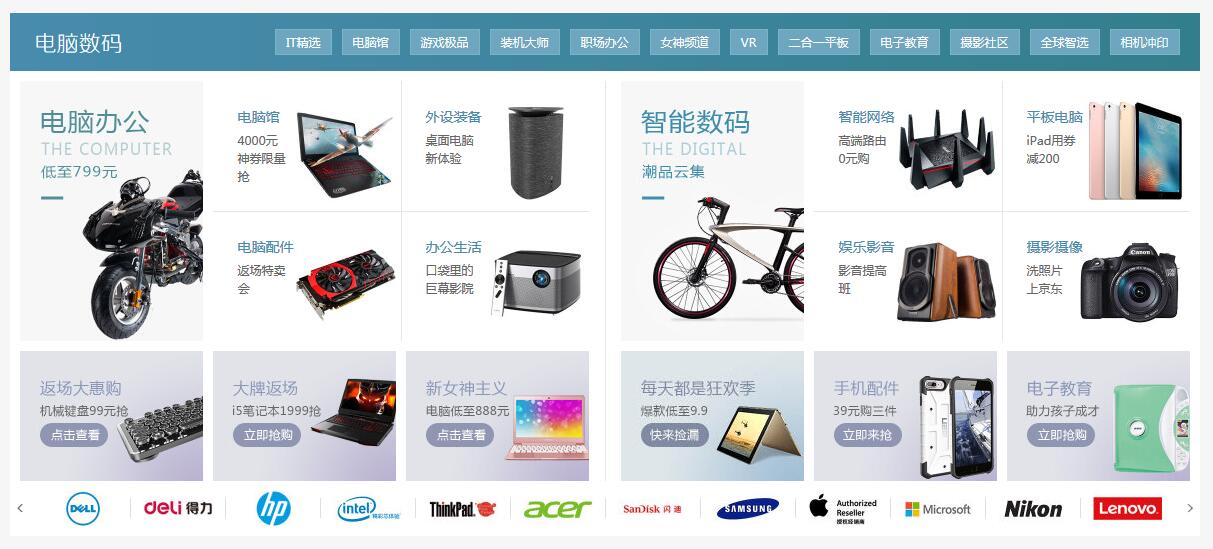 电脑数码
IT精选
电脑馆
游戏极品
装机大师
职场办公
女神频道
VR
二合一平板
电子教育
摄影社区
全球智选
相机冲印
电脑办公
THE COMPUTER
低至799元
电脑馆
4000元
神券限量
抢
外设装备
桌面电脑
新体验
电脑配件
返场特卖
会
办公生活
口袋里的
巨幕影院
智能数码
THE DIGITAL
潮品云集
智能网络
高端路由
0元购
平板电脑
iPad用券
减200
娱乐影音
影音提高
班
摄影摄像
洗照片
上京东
Canon
返场大惠购
机械键盘99元抢
点击查看
大牌返场
i5笔记本1999抢
立即抢购
新女神主义
电脑低至888元
点击查看
每天都是狂欢季
爆款低至9.9
快来捡漏
手机配件
39元购三件
立即来抢
电子教育
助力孩子成才
立即抢购
DELL
deli 得力
hp
intel
精彩芯体验
ThinkPad
acer
SanDisk 闪迪
SAMSUNG
Authorized
Reseller
授权经销商
Microsoft
Nikon
Lenovo